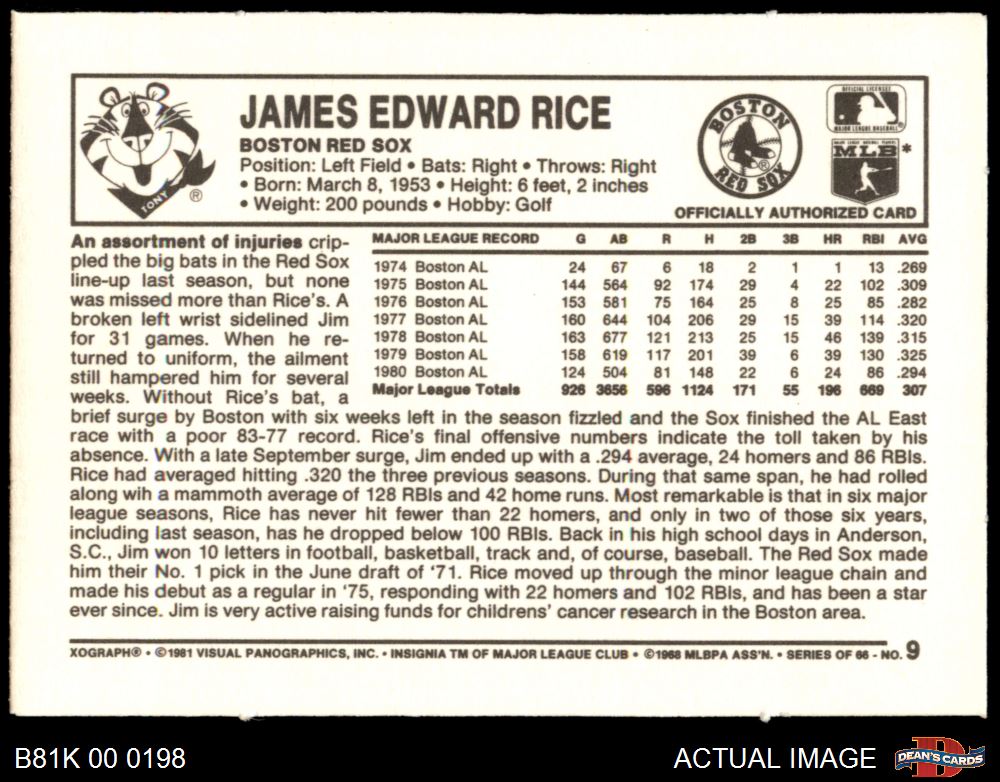 TONY ®
JAMES EDWARD RICE
BOSTON RED SOX
Position: Left Field • Bats: Right • Throws: Right
• Born: March 8, 1953 • Height: 6 feet, 2 inches
• Weight: 200 pounds • Hobby: Golf
BOSTON
RED SOX
®
OFFICIAL LICENSEE
MAJOR LEAGUE BASEBALL ®
MAJOR LEAGUE BASEBALL PLAYERS
MLB *
OFFICIALLY AUTHORIZED CARD
An assortment of injuries crip-
pled the big bats in the Red Sox
line-up last season, but none
was missed more than Rice's. A
broken left wrist sidelined Jim
for 31 games. When he re-
turned to uniform, the ailment
still hampered him for several
weeks. Without Rice's bat, a
MAJOR LEAGUE RECORD G AB R H 2B 3B HR RBI AVG
1974 Boston AL 24 67 6 18 2 1 1 13 .269
1975 Boston AL 144 564 92 174 29 4 22 102 .309
1976 Boston AL 153 581 75 164 25 8 25 85 .282
1977 Boston AL 160 644 104 206 29 15 39 114 .320
1978 Boston AL 163 677 121 213 25 15 46 139 .315
1979 Boston AL 158 619 117 201 39 6 39 130 .325
1980 Boston AL 124 504 81 148 22 6 24 86 .294
Major League Totals 926 3656 596 1124 171 55 196 669 307
brief surge by Boston with six weeks left in the season fizzled and the Sox finished the AL East
race with a poor 83-77 record. Rice's final offensive numbers indicate the toll taken by his
absence. With a late September surge, Jim ended up with a .294 average, 24 homers and 86 RBIs.
Rice had averaged hitting .320 the three previous seasons. During that same span, he had rolled
along wih a mammoth average of 128 RBIs and 42 home runs. Most remarkable is that in six major
league seasons, Rice has never hit fewer than 22 homers, and only in two of those six years,
including last season, has he dropped below 100 RBIs. Back in his high school days in Anderson,
S.C., Jim won 10 letters in football, basketball, track and, of course, baseball. The Red Sox made
him their No. 1 pick in the June draft of '71. Rice moved up through the minor league chain and
made his debut as a regular in '75, responding with 22 homers and 102 RBIs, and has been a star
ever since. Jim is very active raising funds for childrens' cancer research in the Boston area.
XOGRAPH® • ©1981 VISUAL PANOGRAPHICS, INC. • INSIGNIA TM OF MAJOR LEAGUE CLUB • ©1968 MLBPA ASS'N. • SERIES OF 66 - NO. 9
B81K 00 0198
ACTUAL IMAGE
D
DEAN'S CARDS